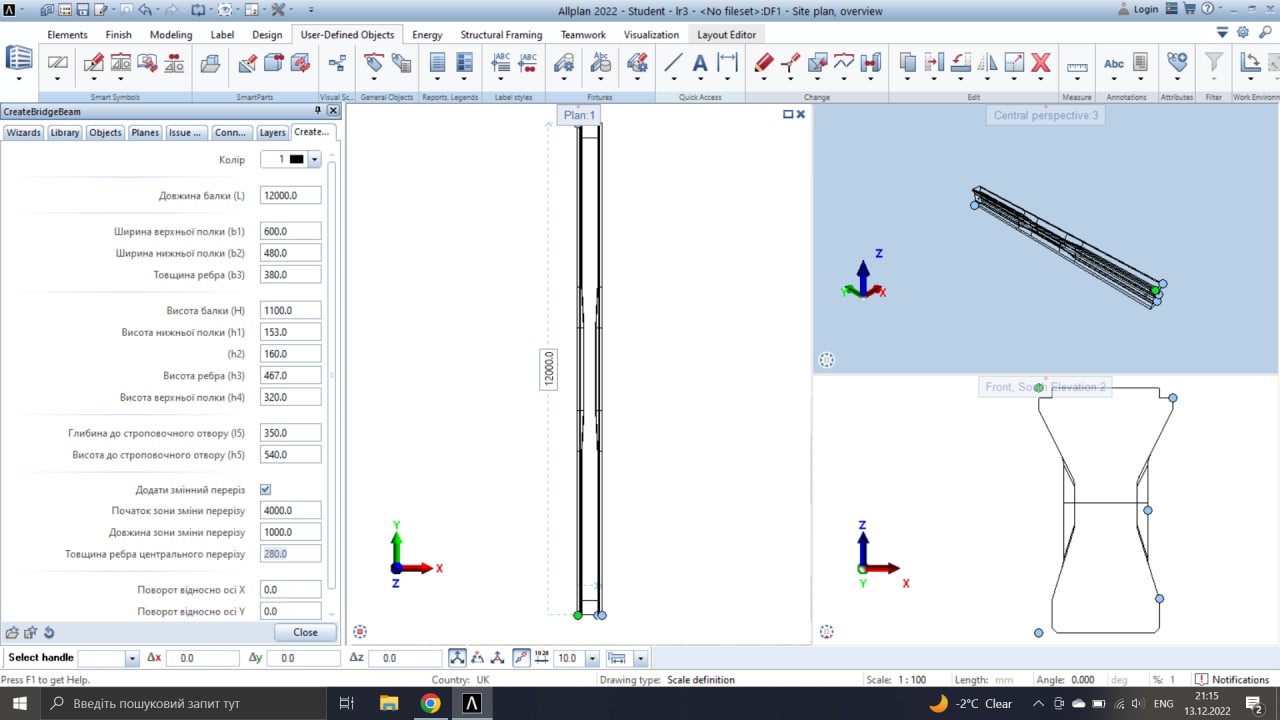 Allplan 2022 - Student - lr3 - <No fileset>:DF1 - Site plan, overview
Login
Elements Finish Modeling Label Design User-Defined Objects Energy Structural Framing Teamwork Visualization Layout Editor
ABC ABC Abc A Abc
Smart Symbols SmartParts Visual Sc... General Objects Reports, Legends Label styles Fixtures Quick Access Change Edit Measure Annotations Attributes Filter Work Environm
CreateBridgeBeam
Wizards Library Objects Planes Issue ... Conn... Layers Create...
Колір 1
Довжина балки (L) 12000.0
Ширина верхньої полки (b1) 600.0
Ширина нижньої полки (b2) 480.0
Товщина ребра (b3) 380.0
Висота балки (H) 1100.0
Висота нижньої полки (h1) 153.0
(h2) 160.0
Висота ребра (h3) 467.0
Висота верхньої полки (h4) 320.0
Глибина до строповочного отвору (l5) 350.0
Висота до строповочного отвору (h5) 540.0
Додати змінний переріз
Початок зони зміни перерізу 4000.0
Довжина зони зміни перерізу 1000.0
Товщина ребра центрального перерізу 280.0
Поворот відносно осі X 0.0
Поворот відносно осі Y 0.0
Close
Plan:1
12000.0
Y
X
Z
Central perspective:3
Z
Y X
Front, South Elevation:2
Z
Y X
Select handle Δx 0.0 Δy 0.0 Δz 0.0 10.0
Press F1 to get Help. Country: UK Drawing type: Scale definition Scale: 1 : 100 Length: mm Angle: 0.000 deg %: 1 Notifications
Введіть пошуковий запит тут
-2°C Clear
ENG
21:15
13.12.2022
2